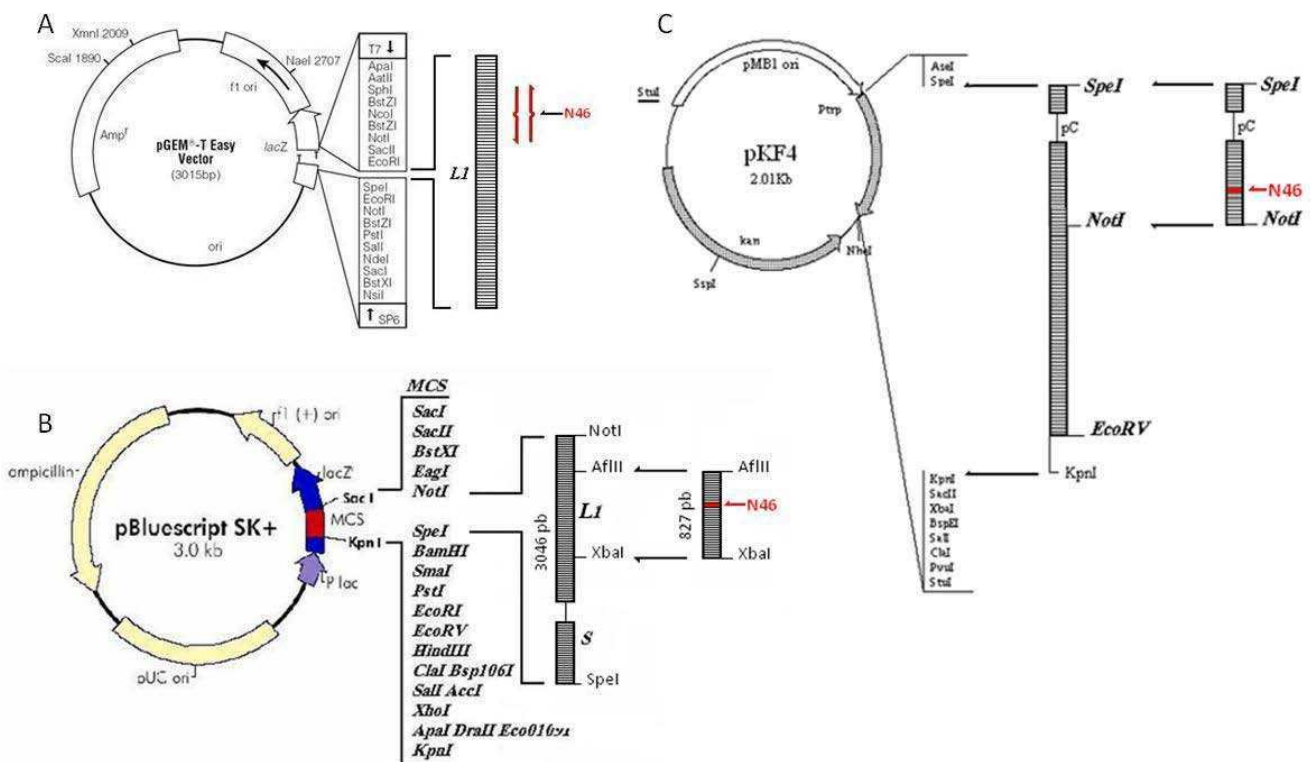 A
XmnI 2009
ScaI 1890
NaeI 2707
f1 ori
Ampʳ
pGEM®-T Easy
Vector
(3015bp)
lacZ
ori
T7 ↓
ApaI
AatII
SphI
BstZI
NcoI
BstZI
NotI
SacII
EcoRI
SpeI
EcoRI
NotI
BstZI
PstI
SalI
NdeI
SacI
BstXI
NsiI
↑ SP6
L1
N46
B
ampicillin
f1 (+) ori
lacZ'
Sac I
MCS
Kpn I
P lac
pBluescript SK+
3.0 kb
pUC ori
MCS
SacI
SacII
BstXI
EagI
NotI
SpeI
BamHI
SmaI
PstI
EcoRI
EcoRV
HindIII
ClaI Bsp106I
SalI AccI
XhoI
ApaI DraII
KpnI
NotI
AflII
L1
3046 pb
XbaI
S
SpeI
AflII
827 pb
N46
XbaI
C
pMB1 ori
StuI
Ptrp
pKF4
2.01Kb
kan
NheI
SspI
AseI
SpeI
KpnI
SacII
XbaI
BspEI
SalI
ClaI
PvuI
StuI
SpeI
pC
NotI
EcoRV
KpnI
SpeI
pC
N46
NotI